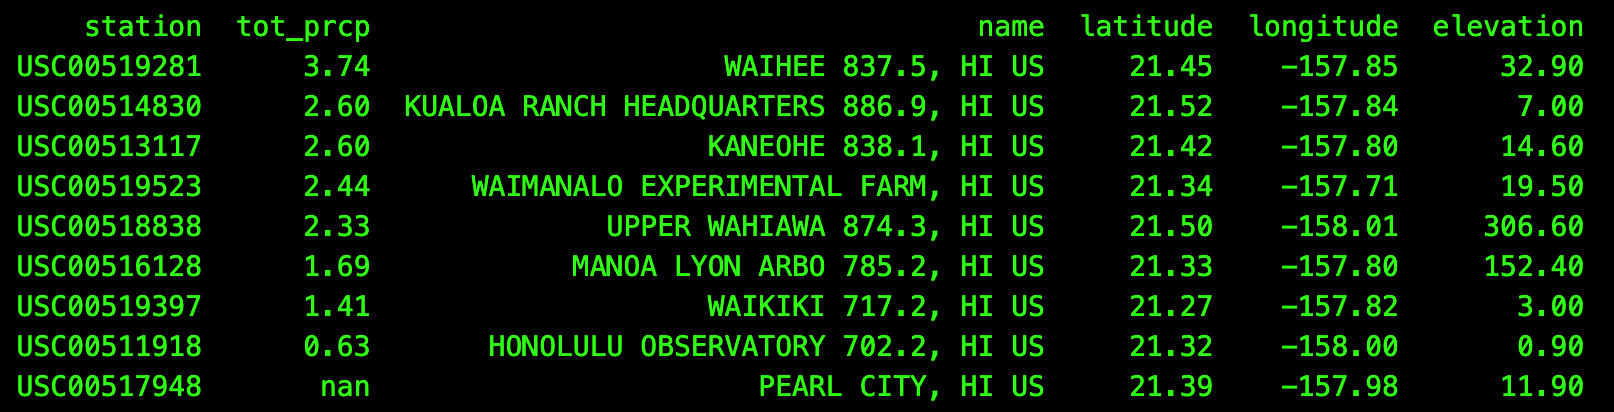 station tot_prcp name latitude longitude elevation
USC00519281 3.74 WAIHEE 837.5, HI US 21.45 -157.85 32.90
USC00514830 2.60 KUALOA RANCH HEADQUARTERS 886.9, HI US 21.52 -157.84 7.00
USC00513117 2.60 KANEOHE 838.1, HI US 21.42 -157.80 14.60
USC00519523 2.44 WAIMANALO EXPERIMENTAL FARM, HI US 21.34 -157.71 19.50
USC00518838 2.33 UPPER WAHIAWA 874.3, HI US 21.50 -158.01 306.60
USC00516128 1.69 MANOA LYON ARBO 785.2, HI US 21.33 -157.80 152.40
USC00519397 1.41 WAIKIKI 717.2, HI US 21.27 -157.82 3.00
USC00511918 0.63 HONOLULU OBSERVATORY 702.2, HI US 21.32 -158.00 0.90
USC00517948 nan PEARL CITY, HI US 21.39 -157.98 11.90